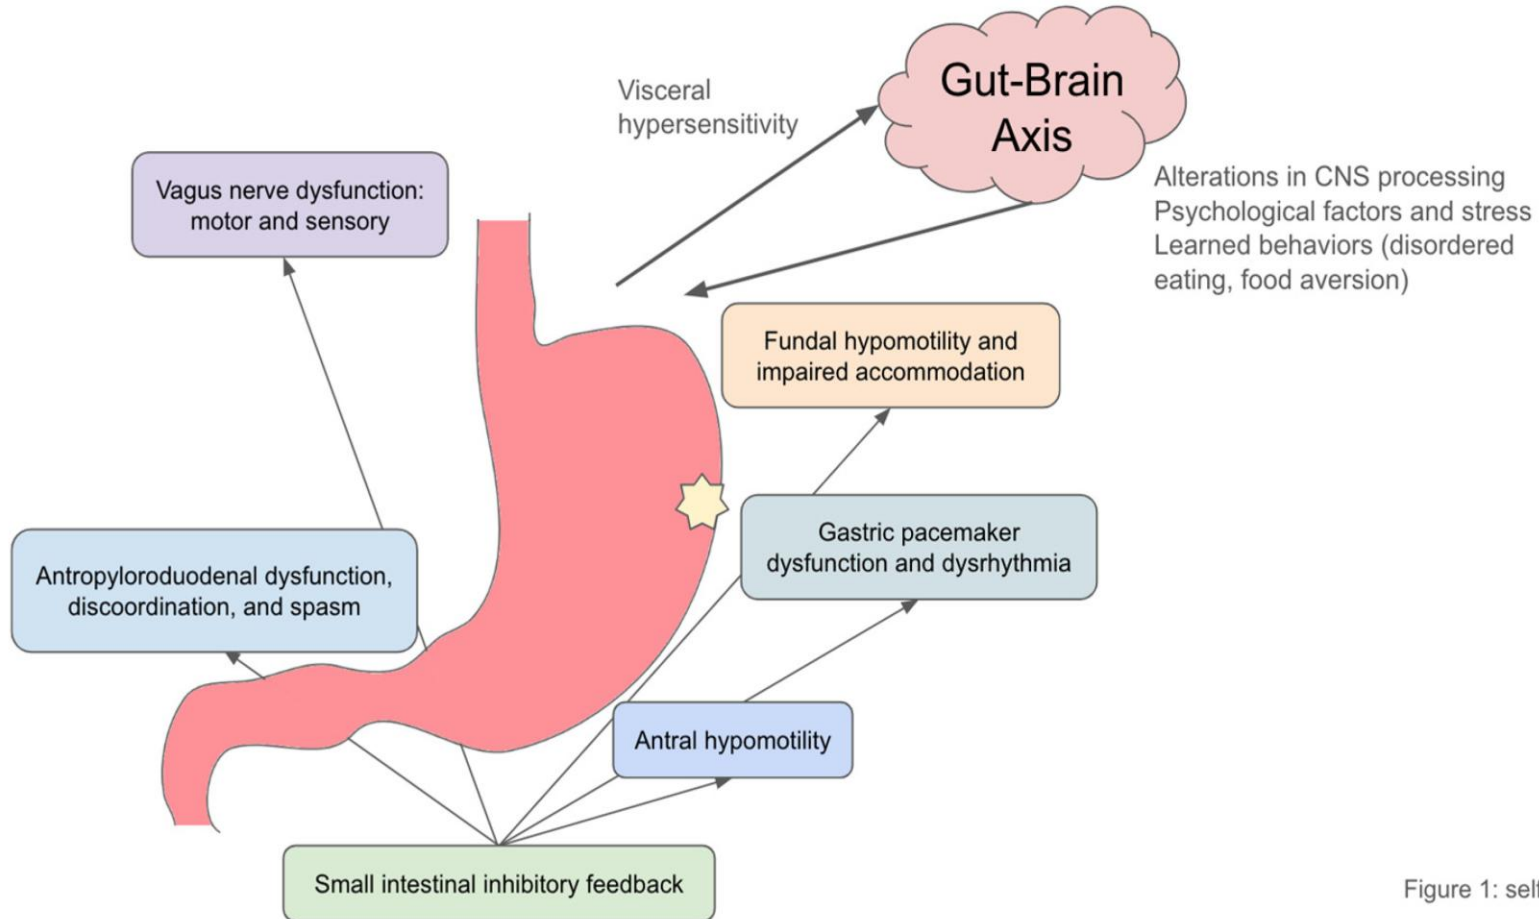 Gut-Brain
Axis
Visceral
hypersensitivity
Alterations in CNS processing
Psychological factors and stress
Learned behaviors (disordered
eating, food aversion)
Vagus nerve dysfunction:
motor and sensory
Fundal hypomotility and
impaired accommodation
Gastric pacemaker
dysfunction and dysrhythmia
Antropyloroduodenal dysfunction,
discoordination, and spasm
Antral hypomotility
Small intestinal inhibitory feedback
Figure 1: